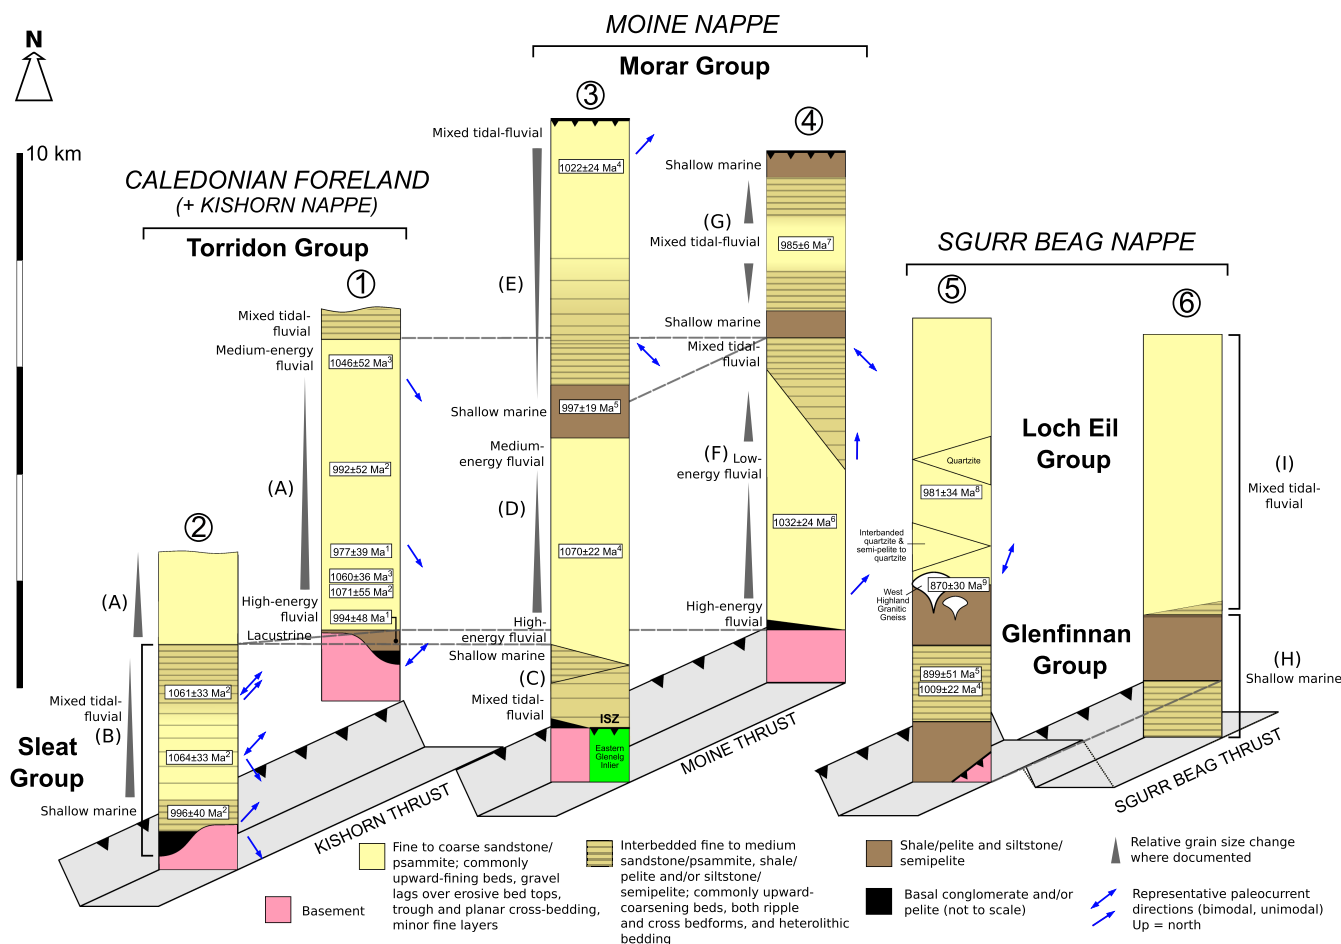 MOINE NAPPE
Morar Group
N
10 km
CALEDONIAN FORELAND
(+ KISHORN NAPPE)
Torridon Group
SGURR BEAG NAPPE
1
Mixed tidal-
fluvial
Medium-energy
fluvial
1046±52 Ma3
992±52 Ma2
(A)
977±39 Ma1
1060±36 Ma3
1071±55 Ma2
High-energy
fluvial
994±48 Ma1
Lacustrine
2
(A)
1061±33 Ma2
Mixed tidal-
fluvial
(B)
Sleat
Group
1064±33 Ma2
Shallow marine
996±40 Ma2
3
Mixed tidal-fluvial
1022±24 Ma4
(E)
997±19 Ma5
Shallow marine
Medium-
energy fluvial
(D)
1070±22 Ma4
High-
energy fluvial
Shallow marine
(C)
Mixed tidal-
fluvial
ISZ
Eastern
Glenelg
Inlier
4
Shallow marine
(G)
Mixed tidal-fluvial
985±6 Ma7
Shallow marine
Mixed tidal-
fluvial
(F)
Low-
energy fluvial
1032±24 Ma6
High-energy
fluvial
5
Quartzite
981±34 Ma8
Interbanded
quartzite &
semi-pelite to
quartzite
870±30 Ma9
West
Highland
Granitic
Gneiss
899±51 Ma5
1009±22 Ma4
Loch Eil
Group
Glenfinnan
Group
6
(I)
Mixed tidal-
fluvial
(H)
Shallow marine
KISHORN THRUST
MOINE THRUST
SGURR BEAG THRUST
Basement
Fine to coarse sandstone/
psammite; commonly
upward-fining beds, gravel
lags over erosive bed tops,
trough and planar cross-bedding,
minor fine layers
Interbedded fine to medium
sandstone/psammite, shale/
pelite and/or siltstone/
semipelite; commonly upward-
coarsening beds, both ripple
and cross bedforms, and heterolithic
bedding
Shale/pelite and siltstone/
semipelite
Basal conglomerate and/or
pelite (not to scale)
Relative grain size change
where documented
Representative paleocurrent
directions (bimodal, unimodal)
Up = north